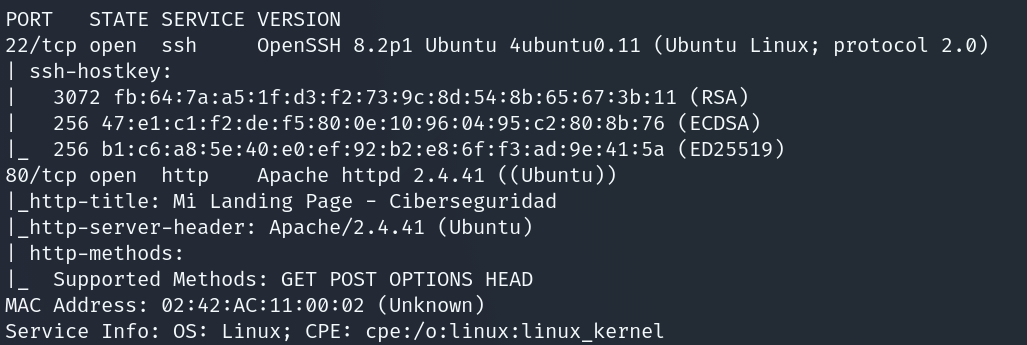 PORT   STATE SERVICE VERSION
22/tcp open  ssh     OpenSSH 8.2p1 Ubuntu 4ubuntu0.11 (Ubuntu Linux; protocol 2.0)
| ssh-hostkey:
|   3072 fb:64:7a:a5:1f:d3:f2:73:9c:8d:54:8b:65:67:3b:11 (RSA)
|   256 47:e1:c1:f2:de:f5:80:0e:10:96:04:95:c2:80:8b:76 (ECDSA)
|_  256 b1:c6:a8:5e:40:e0:ef:92:b2:e8:6f:f3:ad:9e:41:5a (ED25519)
80/tcp open  http    Apache httpd 2.4.41 ((Ubuntu))
|_http-title: Mi Landing Page - Ciberseguridad
|_http-server-header: Apache/2.4.41 (Ubuntu)
| http-methods:
|_  Supported Methods: GET POST OPTIONS HEAD
MAC Address: 02:42:AC:11:00:02 (Unknown)
Service Info: OS: Linux; CPE: cpe:/o:linux:linux_kernel